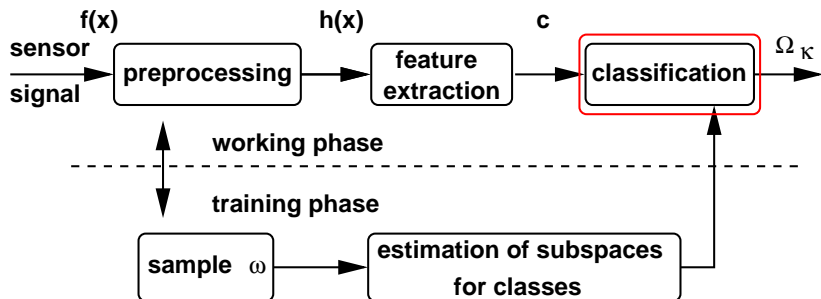 f(x) h(x) c
sensor
signal
preprocessing
feature
extraction
classification
Ω κ
working phase
training phase
sample ω
estimation of subspaces
for classes